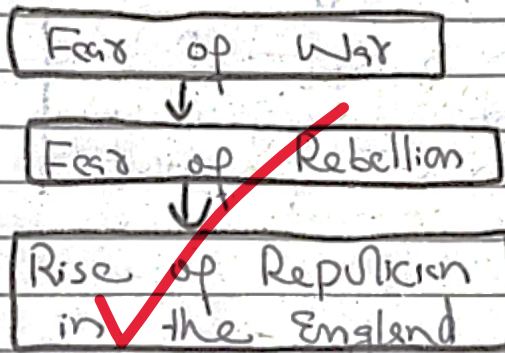 Fear of War
Fear of Rebellion
Rise of Repulician
in the England